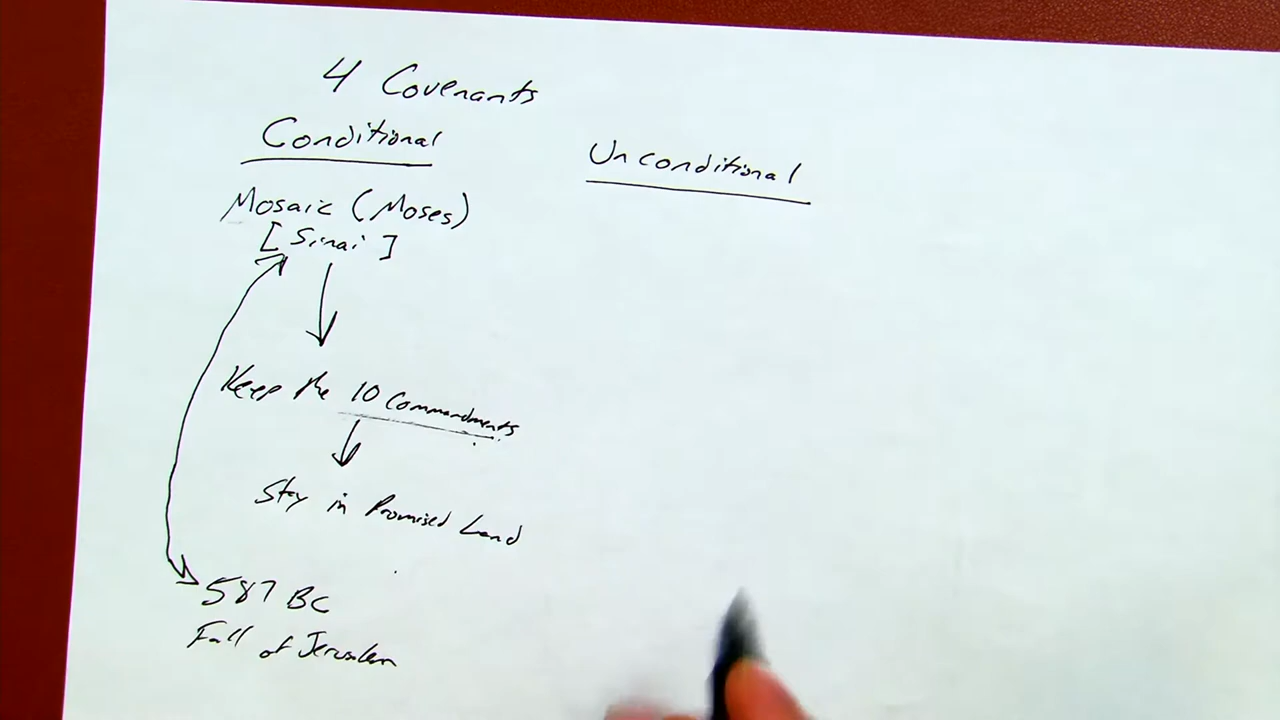 4 Covenants
Conditional
Unconditional
Mosaic (Moses)
[Sinai]
Keep the 10 Commandments
Stay in Promised Land
587 BC
Fall of Jerusalem